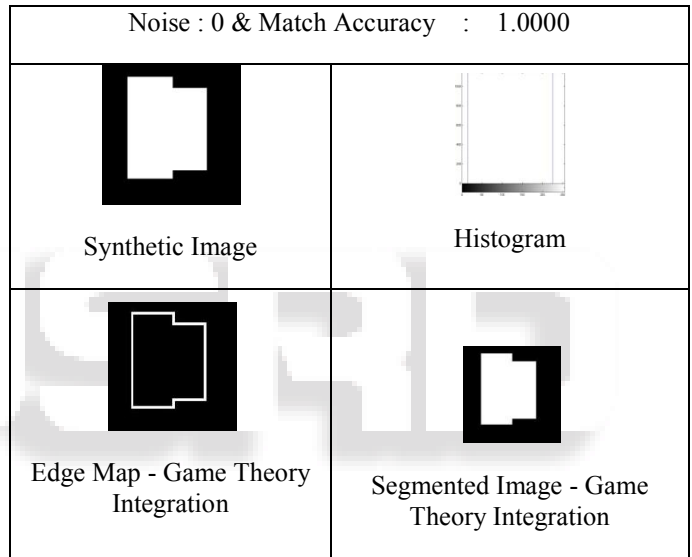 Noise : 0 & Match Accuracy : 1.0000
Synthetic Image
Histogram
Edge Map - Game Theory
Integration
Segmented Image - Game
Theory Integration